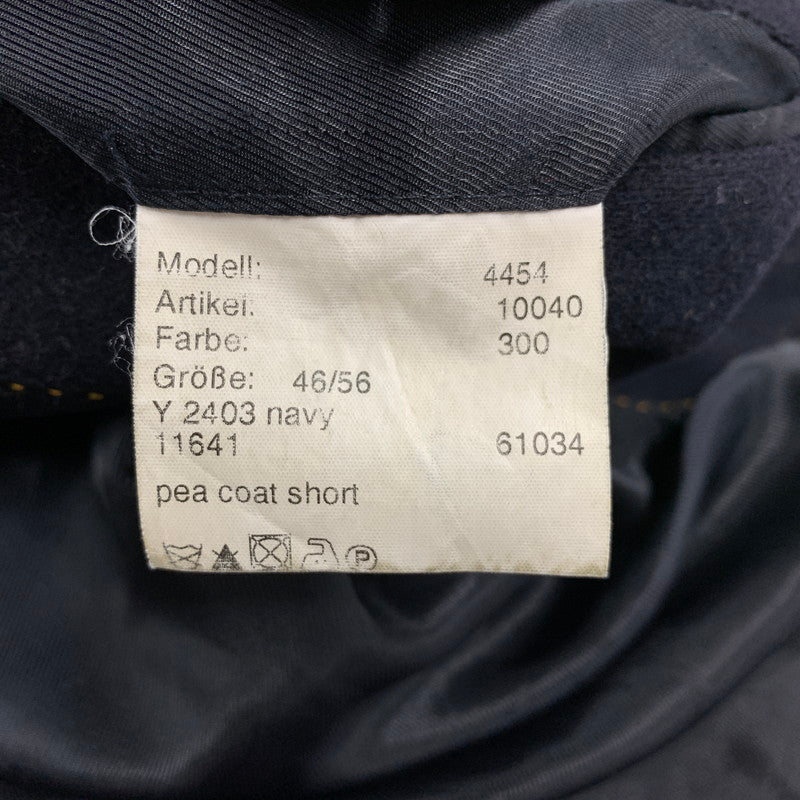 Modell: 4454
Artikel: 10040
Farbe: 300
Größe: 46/56
Y 2403 navy
11641 61034
pea coat short
P